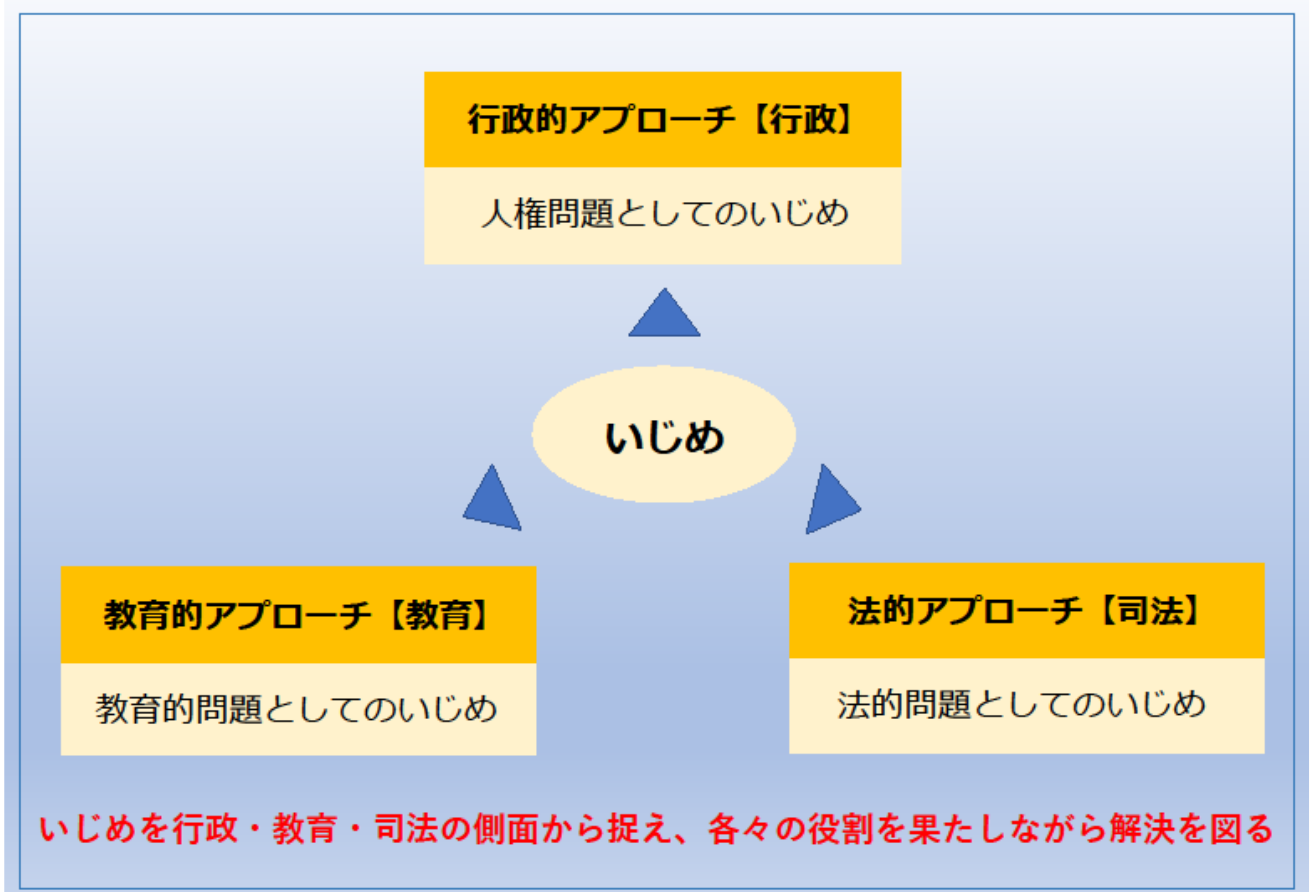 行政的アプローチ【行政】
人権問題としてのいじめ
いじめ
教育的アプローチ【教育】
教育的問題としてのいじめ
法的アプローチ【司法】
法的問題としてのいじめ
いじめを行政・教育・司法の側面から捉え、各々の役割を果たしながら解決を図る